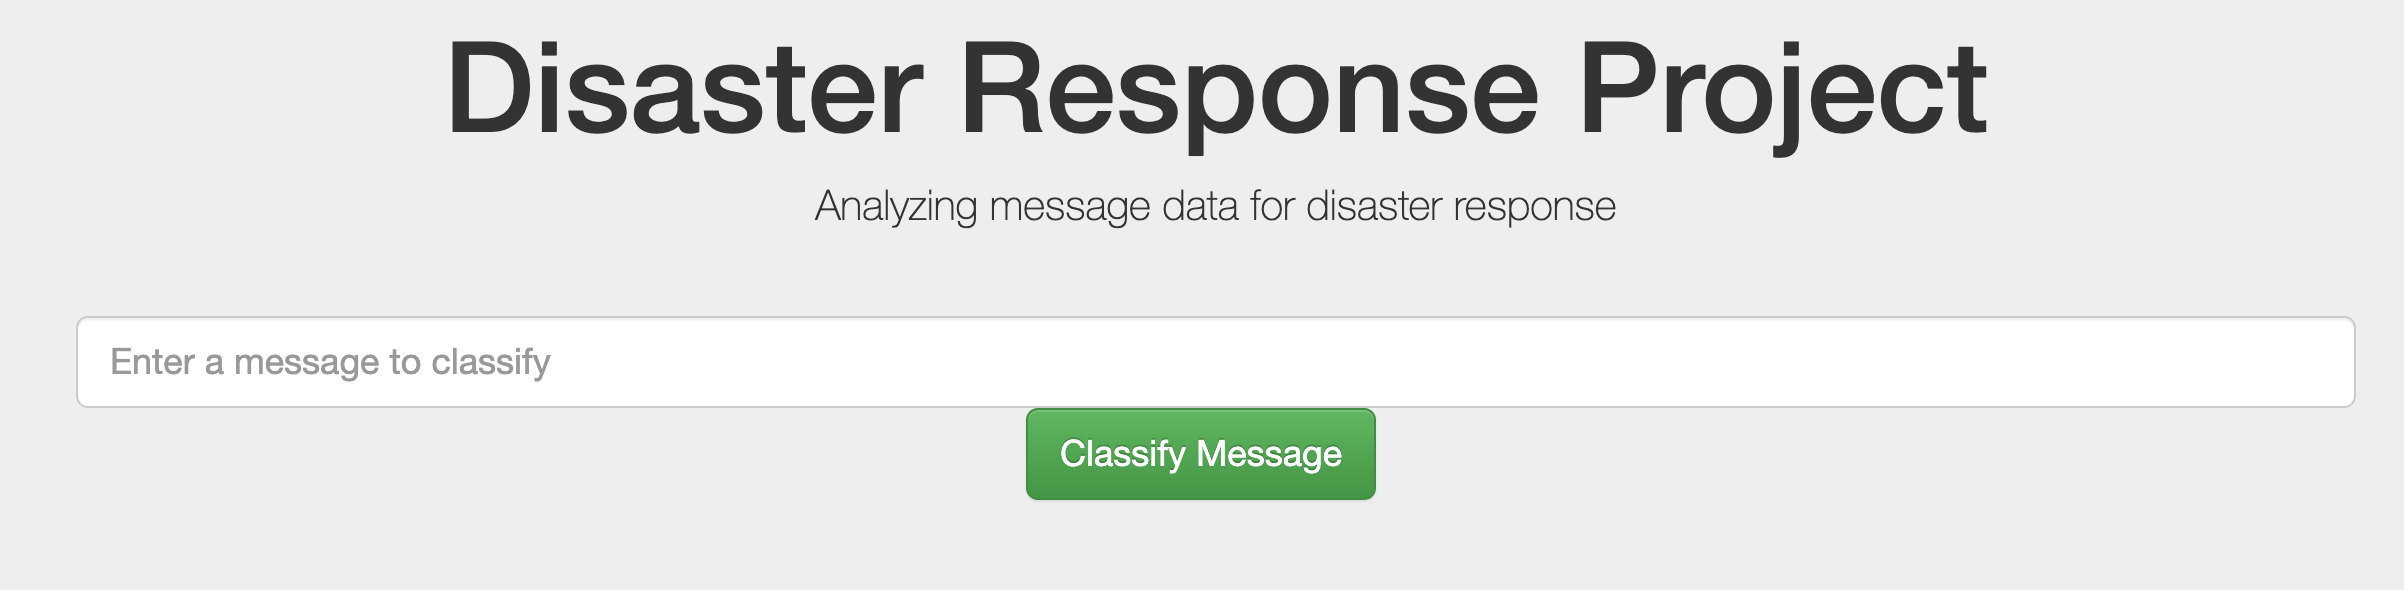 Disaster Response Project
Analyzing message data for disaster response
Enter a message to classify
Classify Message